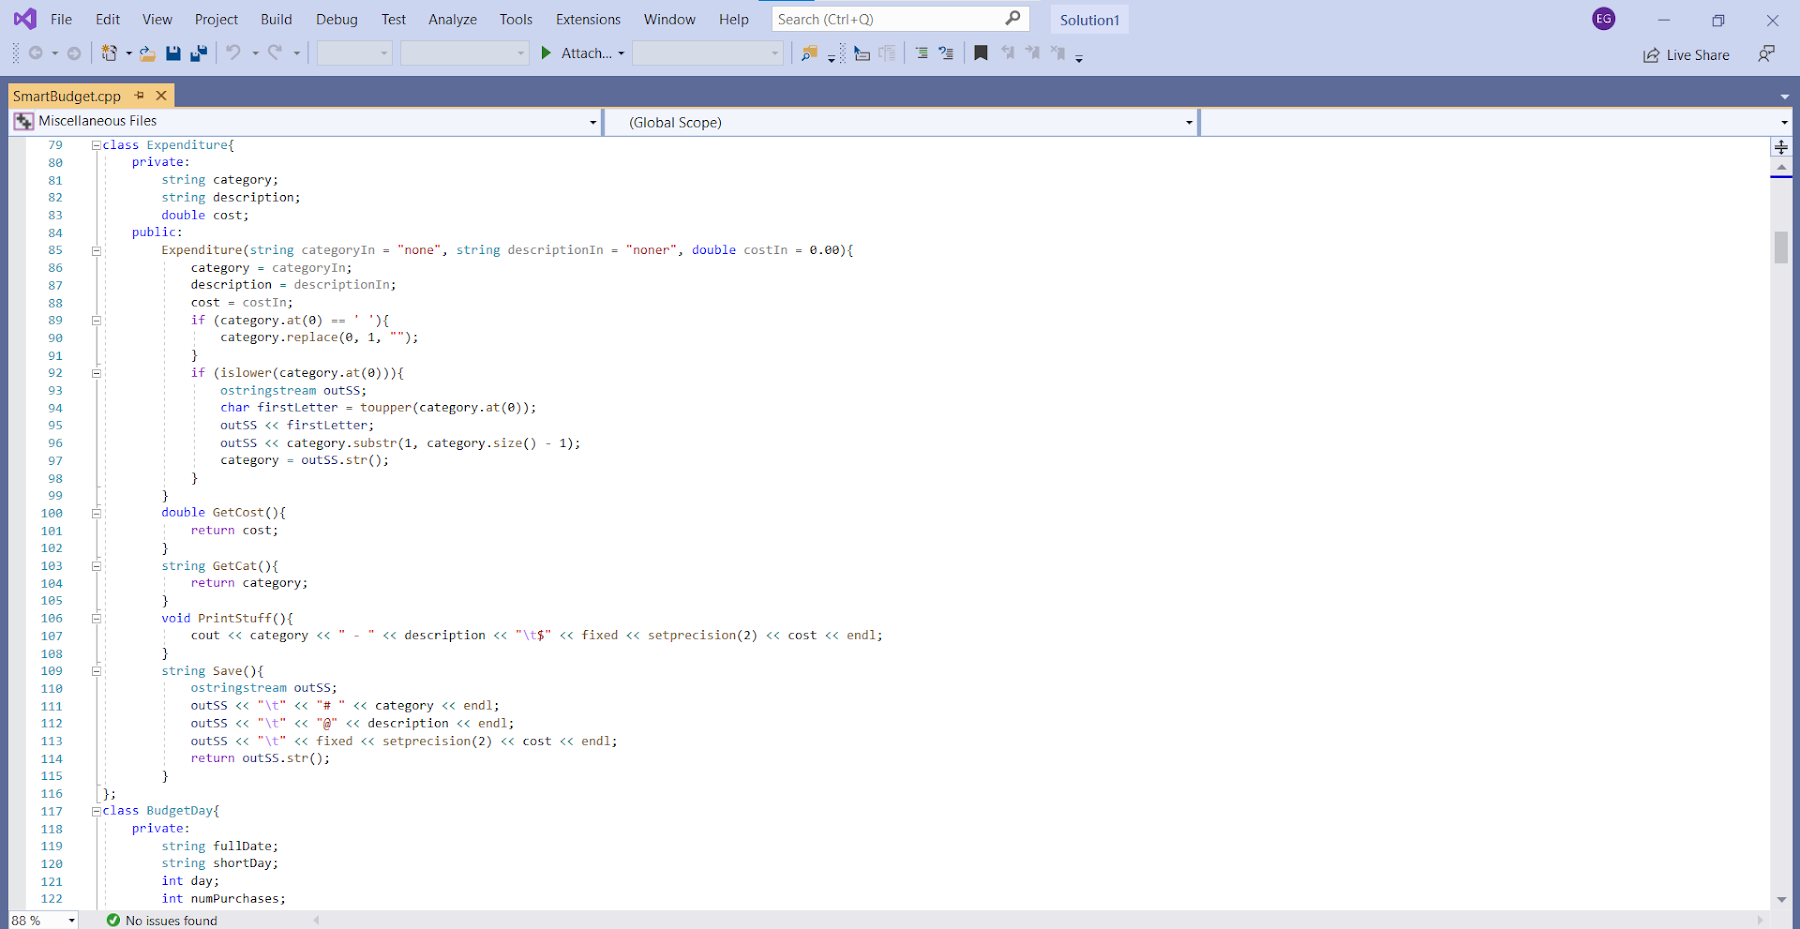 File Edit View Project Build Debug Test Analyze Tools Extensions Window Help Search (Ctrl+Q) Solution1 EG
Attach... Live Share
SmartBudget.cpp
Miscellaneous Files (Global Scope)
79 class Expenditure{
80 private:
81 string category;
82 string description;
83 double cost;
84 public:
85 Expenditure(string categoryIn = "none", string descriptionIn = "noner", double costIn = 0.00){
86 category = categoryIn;
87 description = descriptionIn;
88 cost = costIn;
89 if (category.at(0) == ' '){
90 category.replace(0, 1, "");
91 }
92 if (islower(category.at(0))){
93 ostringstream outSS;
94 char firstLetter = toupper(category.at(0));
95 outSS << firstLetter;
96 outSS << category.substr(1, category.size() - 1);
97 category = outSS.str();
98 }
99 }
100 double GetCost(){
101 return cost;
102 }
103 string GetCat(){
104 return category;
105 }
106 void PrintStuff(){
107 cout << category << " - " << description << "\t$" << fixed << setprecision(2) << cost << endl;
108 }
109 string Save(){
110 ostringstream outSS;
111 outSS << "\t" << "# " << category << endl;
112 outSS << "\t" << "@" << description << endl;
113 outSS << "\t" << fixed << setprecision(2) << cost << endl;
114 return outSS.str();
115 }
116 };
117 class BudgetDay{
118 private:
119 string fullDate;
120 string shortDay;
121 int day;
122 int numPurchases;
88 % No issues found